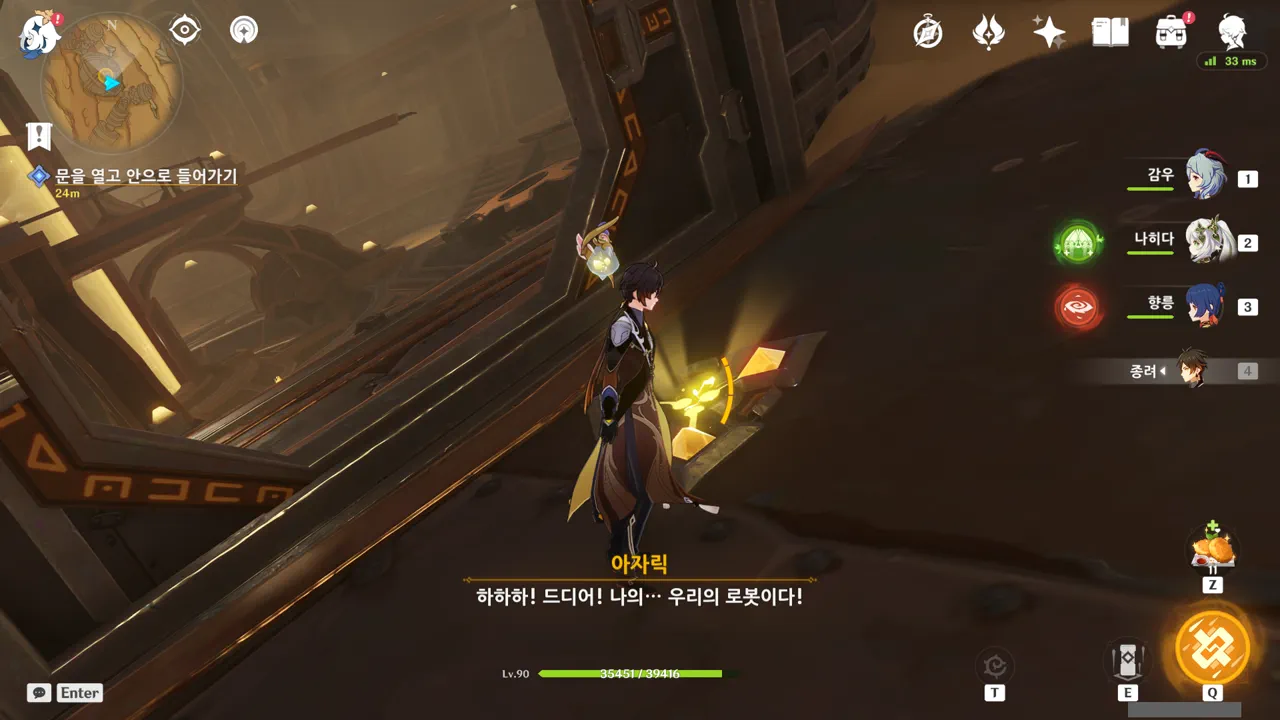 N
33 ms
문을 열고 안으로 들어가기
24m
감우
1
나히다
2
향릉
3
종려
4
아자릭
하하하! 드디어! 나의… 우리의 로봇이다!
Z
Lv.90
35451 / 39416
Enter
T
E
Q